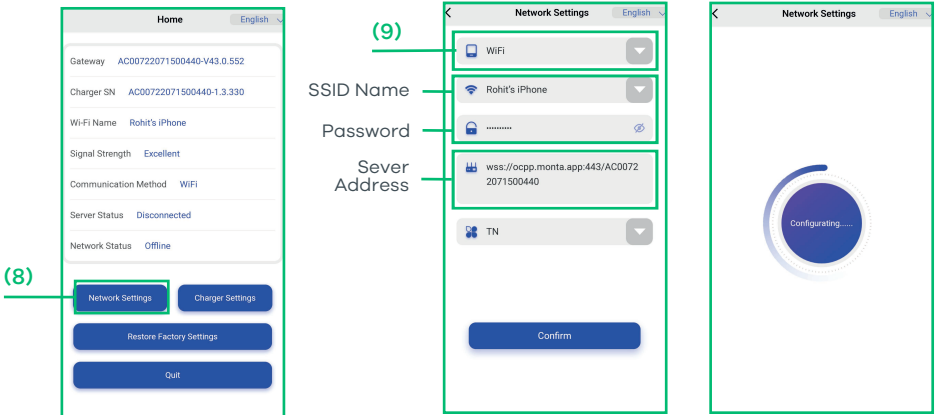 Home
English
Gateway AC00722071500440-V43.0.552
Charger SN AC00722071500440-1.3.330
Wi-Fi Name Rohit's iPhone
Signal Strength Excellent
Communication Method WiFi
Server Status Disconnected
Network Status Offline
(8)
Network Settings
Charger Settings
Restore Factory Settings
Quit
Network Settings
English
(9)
WiFi
SSID Name
Rohit's iPhone
Password
..........
Sever
Address
wss://ocpp.monta.app:443/AC0072
2071500440
TN
Confirm
Network Settings
English
Configurating......